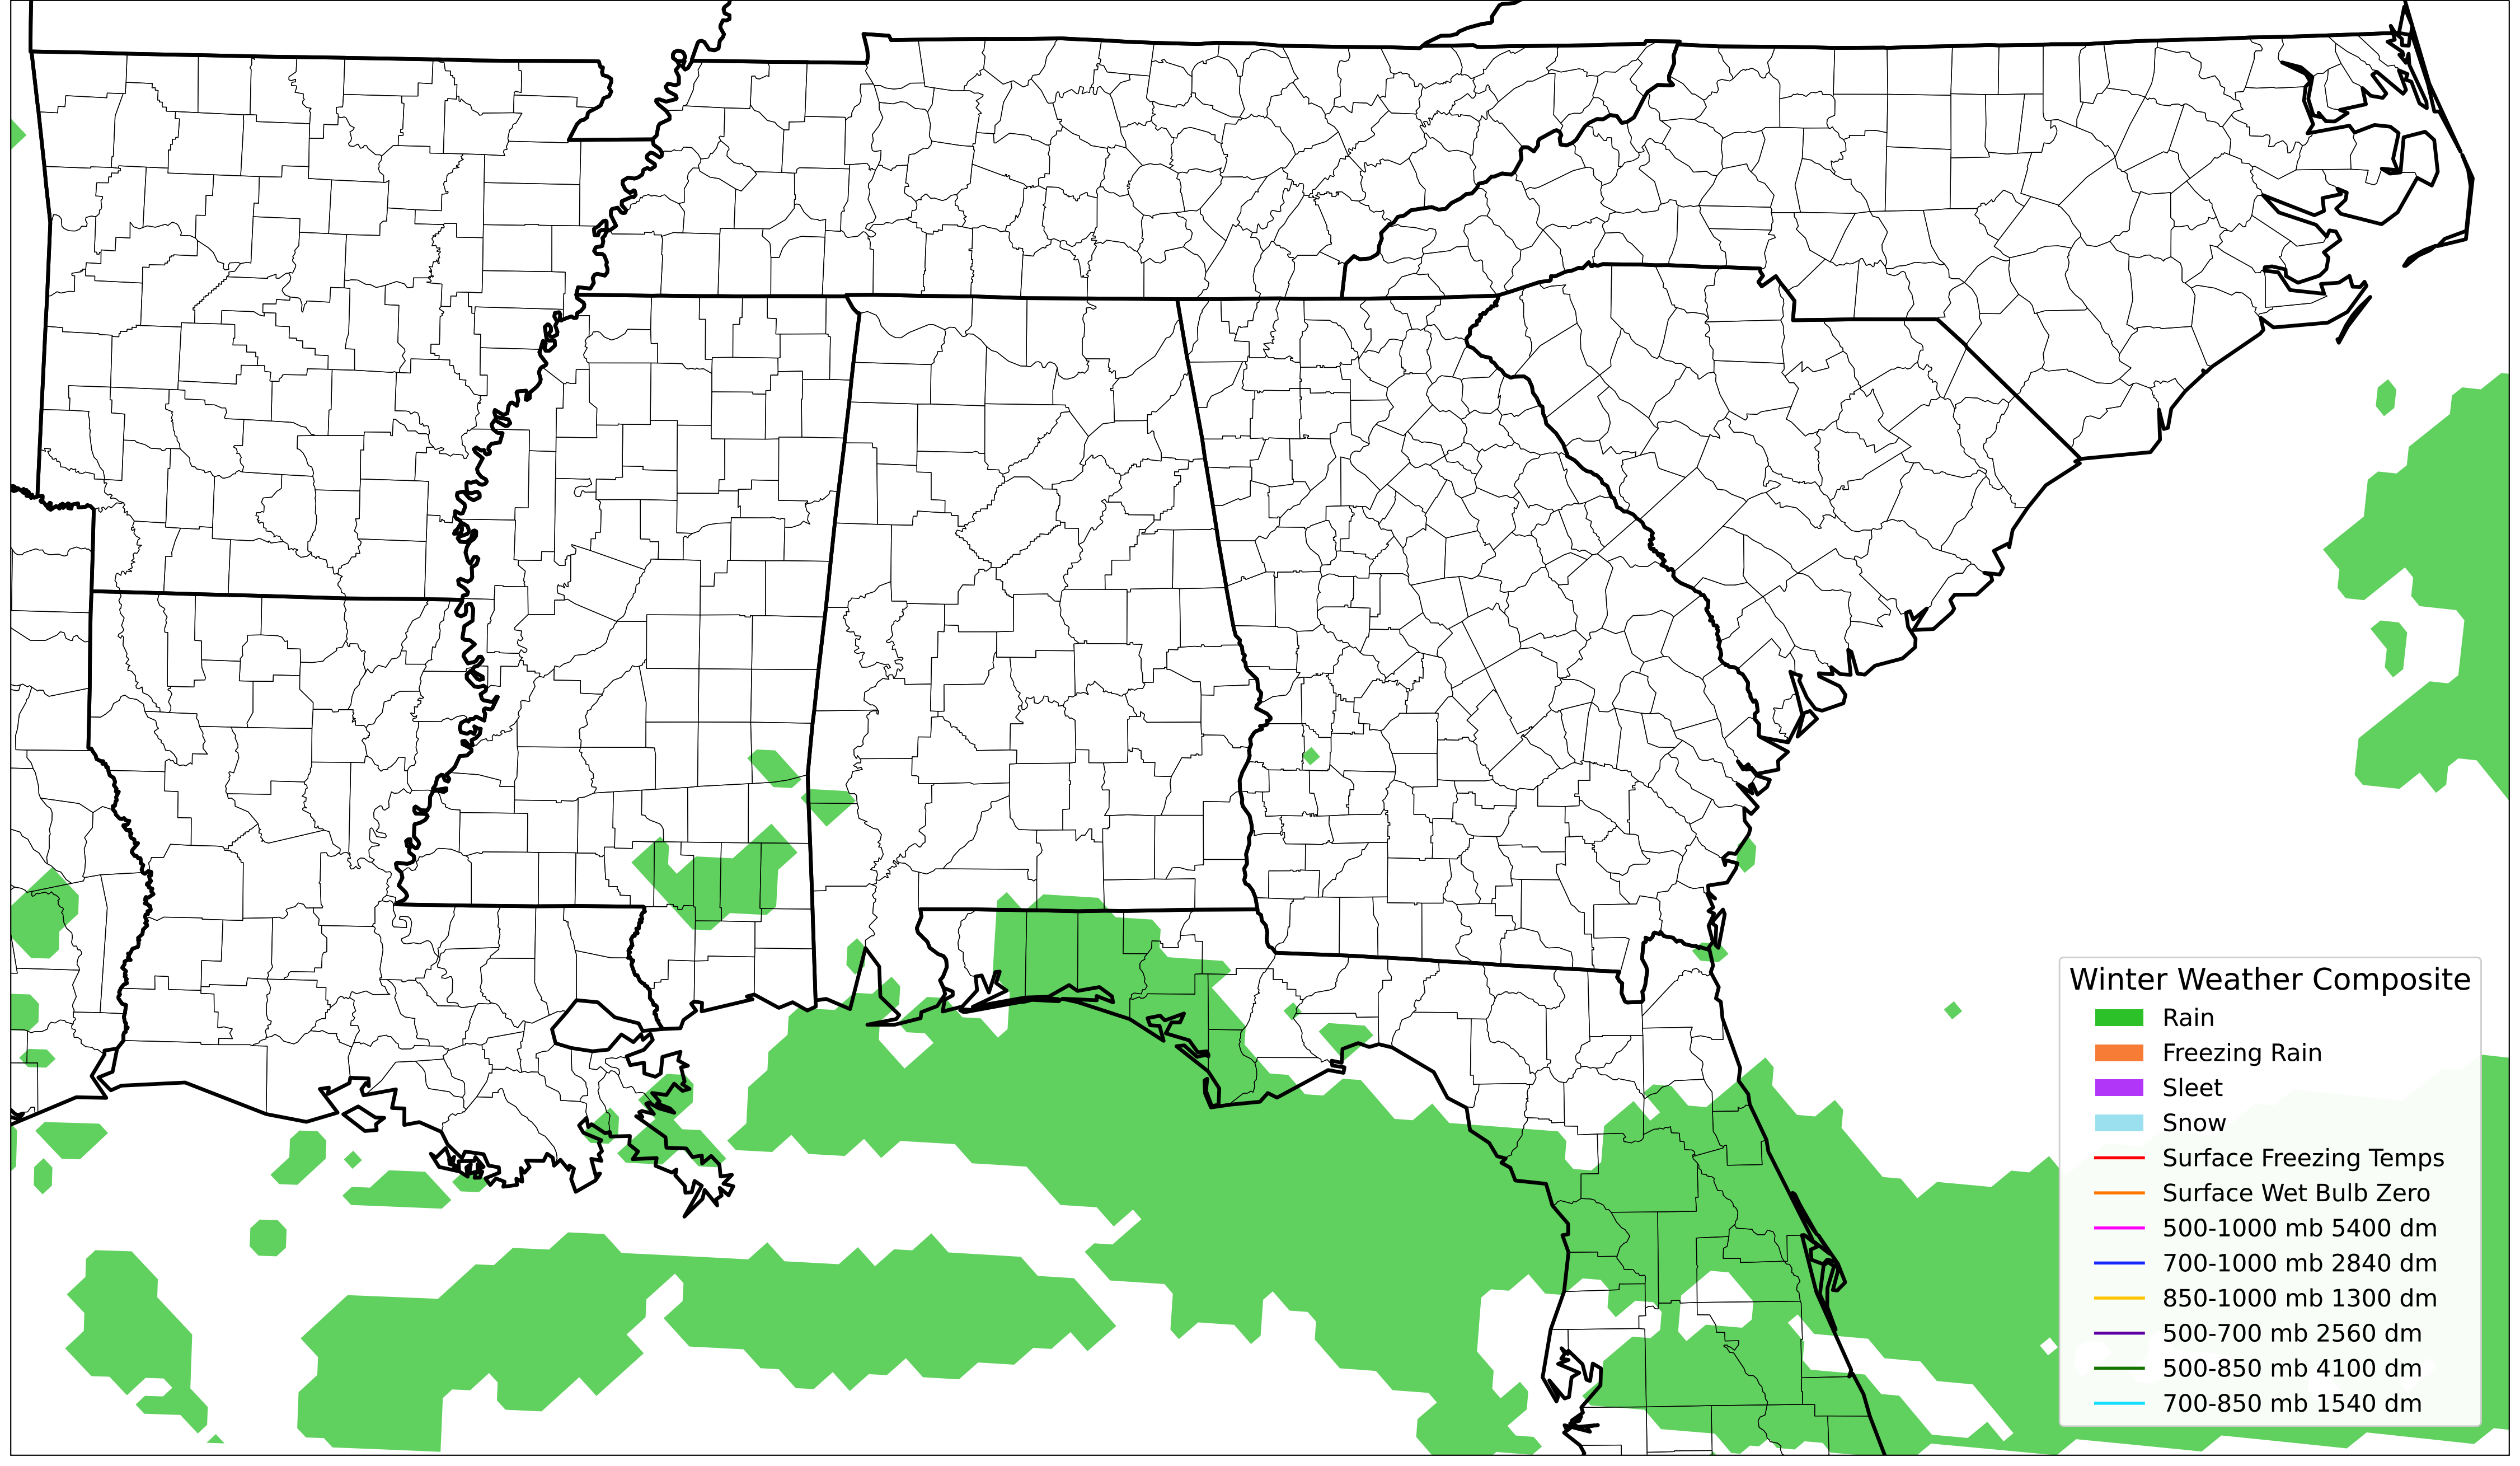 Winter Weather Composite
Rain
Freezing Rain
Sleet
Snow
Surface Freezing Temps
Surface Wet Bulb Zero
500-1000 mb 5400 dm
700-1000 mb 2840 dm
850-1000 mb 1300 dm
500-700 mb 2560 dm
500-850 mb 4100 dm
700-850 mb 1540 dm